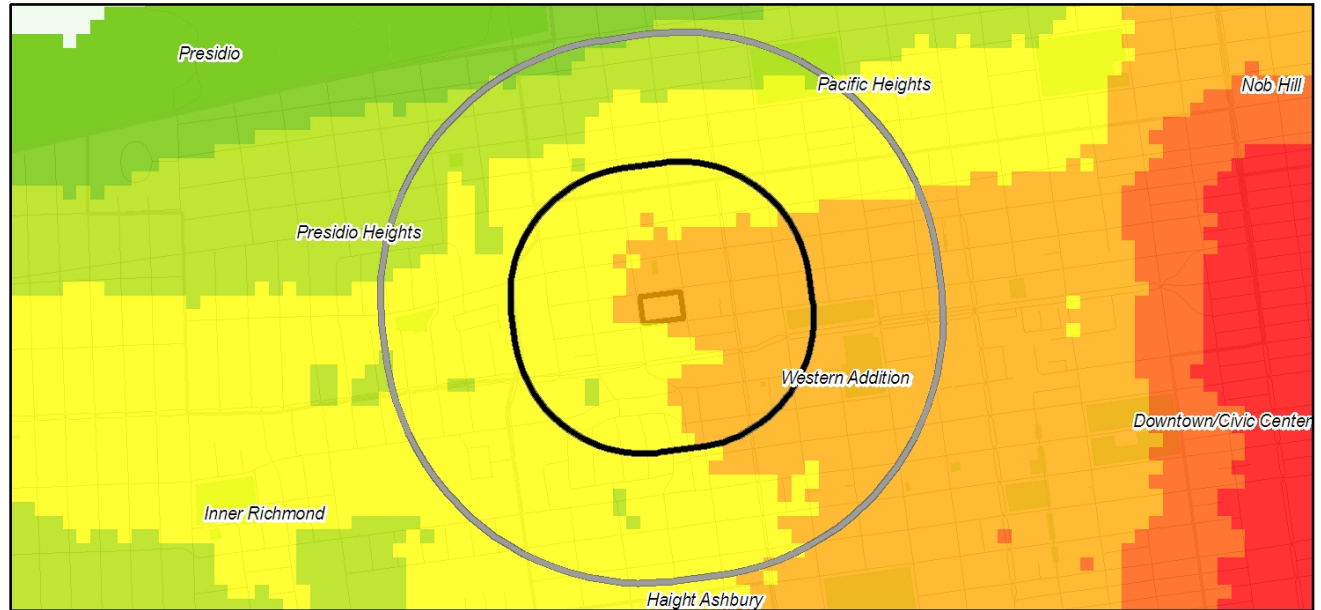 Presidio
Pacific Heights
Nob Hill
Presidio Heights
Western Addition
Downtown/Civic Center
Inner Richmond
Haight Ashbury